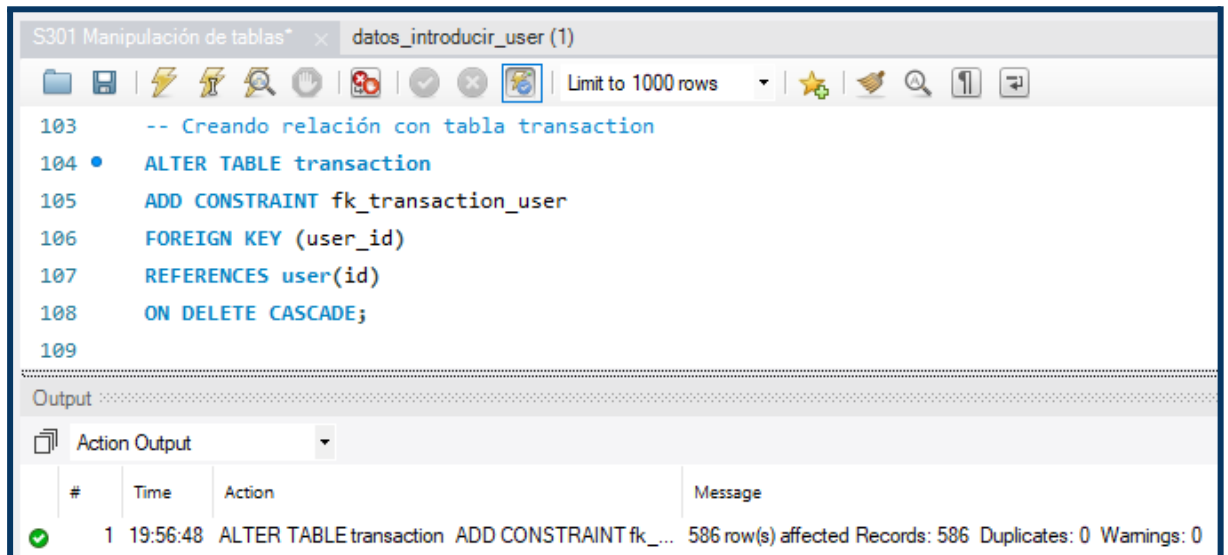 S301 Manipulación de tablas* × datos_introducir_user (1)
Limit to 1000 rows
103 -- Creando relación con tabla transaction
104 ALTER TABLE transaction
105 ADD CONSTRAINT fk_transaction_user
106 FOREIGN KEY (user_id)
107 REFERENCES user(id)
108 ON DELETE CASCADE;
109
Output
Action Output
# Time Action Message
1 19:56:48 ALTER TABLE transaction ADD CONSTRAINT fk_... 586 row(s) affected Records: 586 Duplicates: 0 Warnings: 0